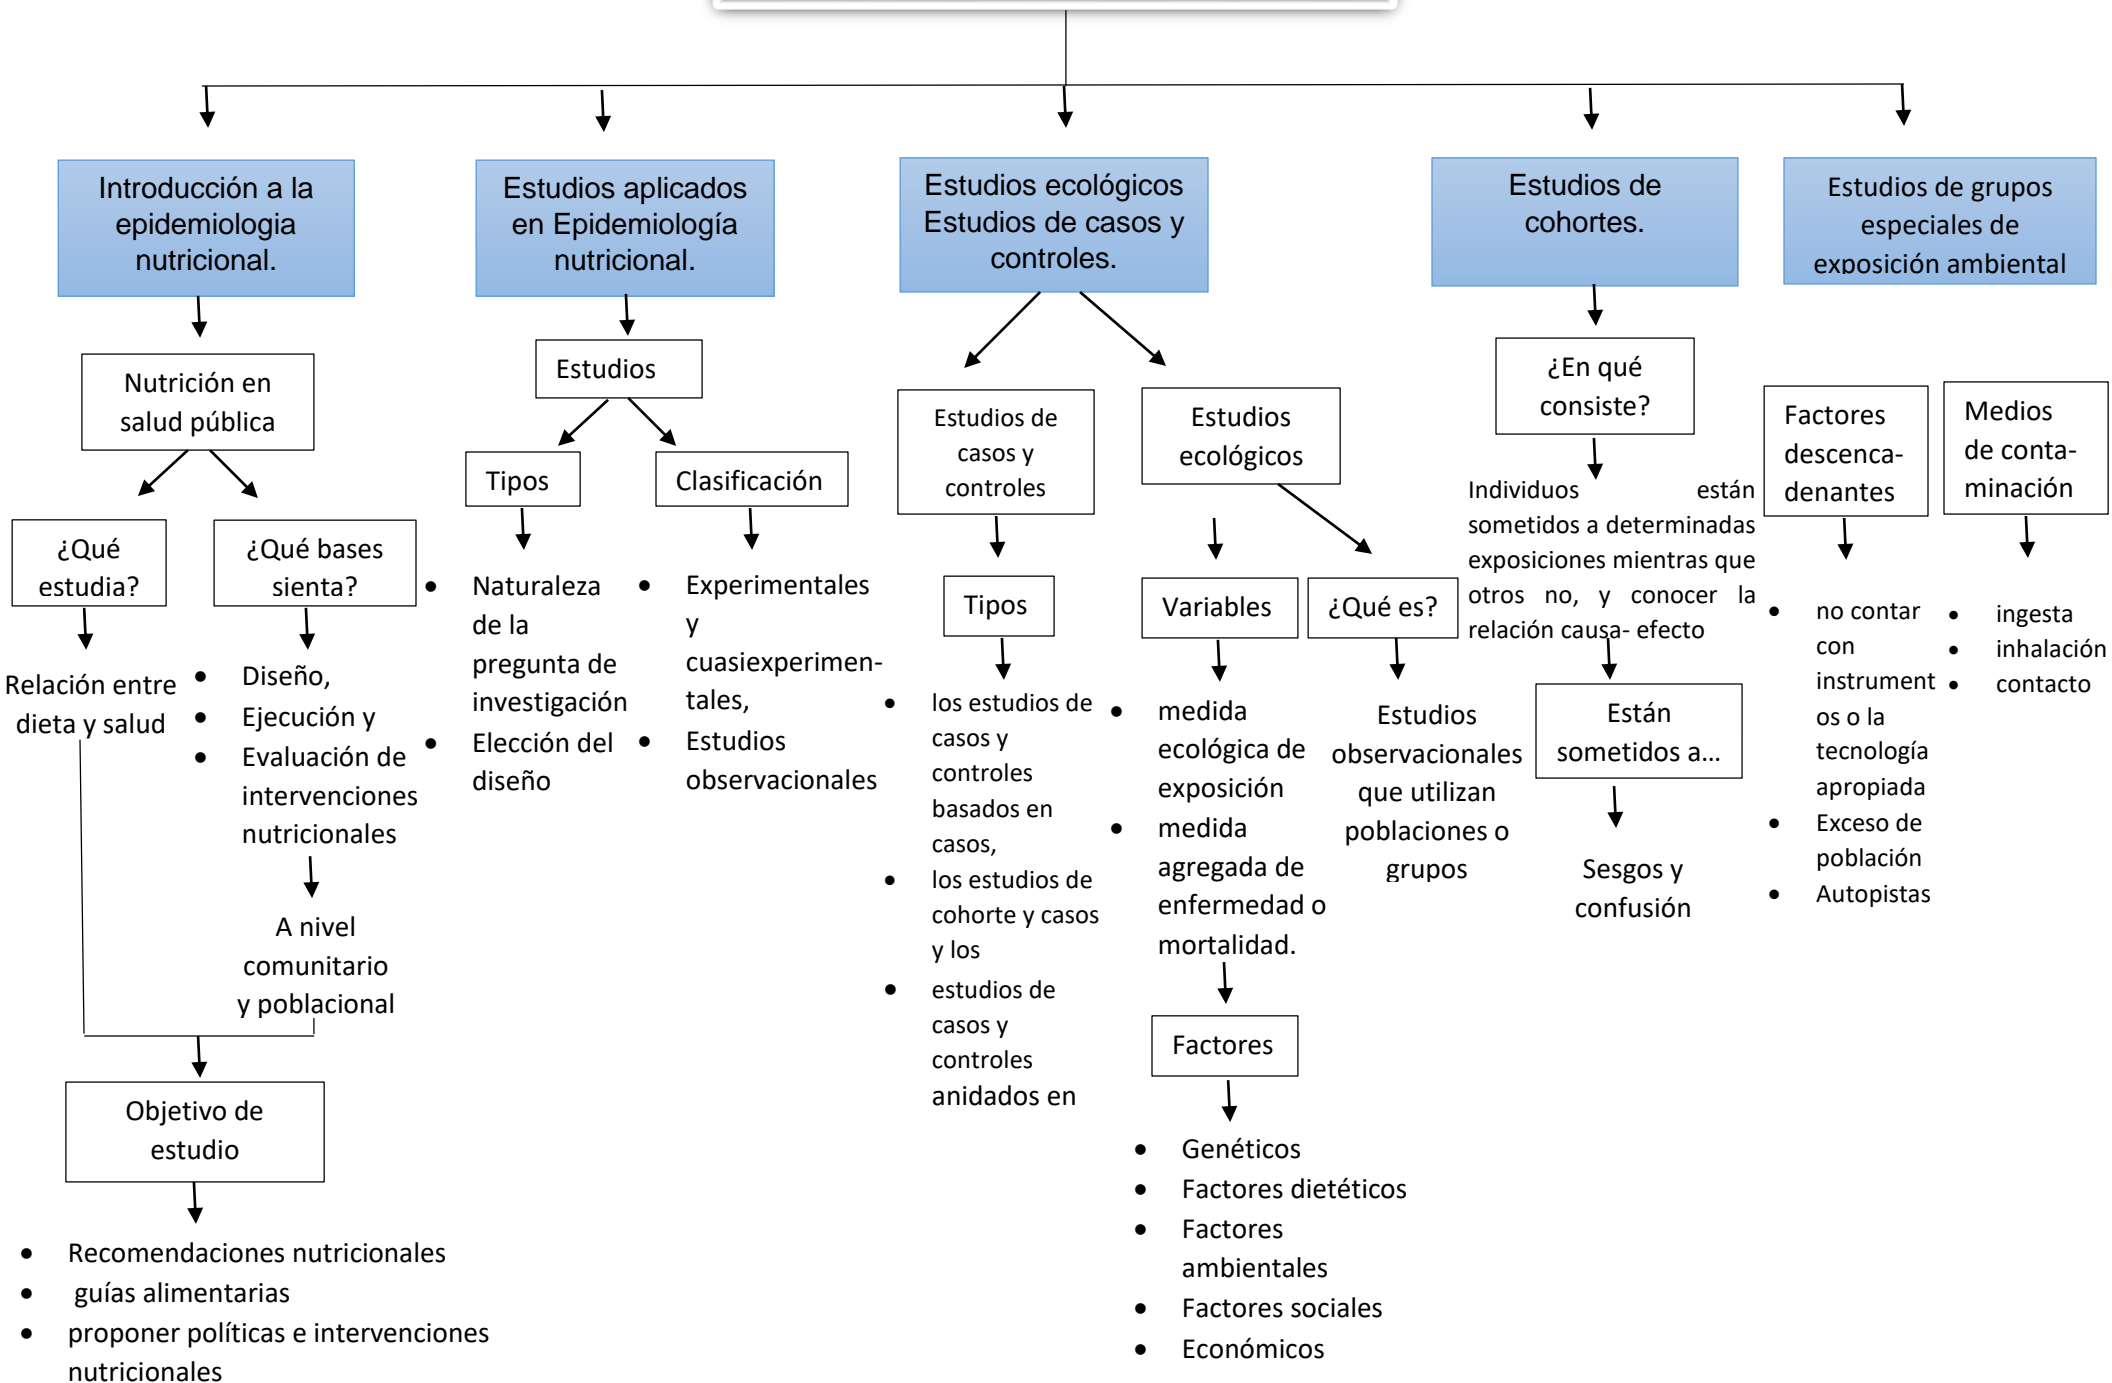 Introducción a la
epidemiologia
nutricional.
Nutrición en
salud pública
¿Qué
estudia?
Relación entre
dieta y salud
¿Qué bases
sienta?
• Diseño,
• Ejecución y
• Evaluación de
intervenciones
nutricionales
A nivel
comunitario
y poblacional
Objetivo de
estudio
• Recomendaciones nutricionales
• guías alimentarias
• proponer políticas e intervenciones
nutricionales
Estudios aplicados
en Epidemiología
nutricional.
Estudios
Tipos
• Naturaleza
de la
pregunta de
investigación
• Elección del
diseño
Clasificación
• Experimentales
y
cuasiexperimen-
tales,
• Estudios
observacionales
Estudios ecológicos
Estudios de casos y
controles.
Estudios de
casos y
controles
Tipos
• los estudios de
casos y
controles
basados en
casos,
• los estudios de
cohorte y casos
y los
• estudios de
casos y
controles
anidados en
Estudios
ecológicos
Variables
• medida
ecológica de
exposición
• medida
agregada de
enfermedad o
mortalidad.
Factores
• Genéticos
• Factores dietéticos
• Factores
ambientales
• Factores sociales
• Económicos
¿Qué es?
Estudios
observacionales
que utilizan
poblaciones o
grupos
Estudios de
cohortes.
¿En qué
consiste?
Individuos están
sometidos a determinadas
exposiciones mientras que
otros no, y conocer la
relación causa- efecto
Están
sometidos a...
Sesgos y
confusión
Estudios de grupos
especiales de
exposición ambiental
Factores
descenca-
denantes
• no contar
con
instrument
os o la
tecnología
apropiada
• Exceso de
población
• Autopistas
Medios
de conta-
minación
• ingesta
• inhalación
• contacto